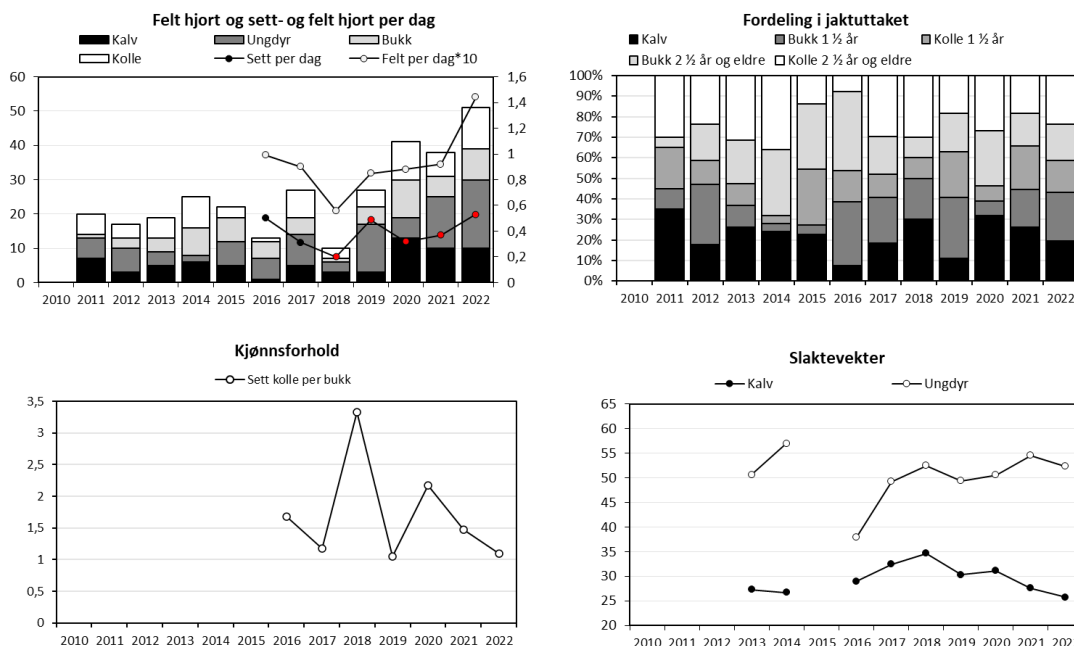 Felt hjort og sett- og felt hjort per dag
Kalv Ungdyr Bukk
Kolle Sett per dag Felt per dag*10
60 1,6
50 1,4
40 1,2
30 1
20 0,8
10 0,6
0 0,4
0,2
0
2010 2011 2012 2013 2014 2015 2016 2017 2018 2019 2020 2021 2022
Fordeling i jaktuttaket
Kalv Bukk 1 ½ år Kolle 1 ½ år
Bukk 2 ½ år og eldre Kolle 2 ½ år og eldre
100%
90%
80%
70%
60%
50%
40%
30%
20%
10%
0%
2010 2011 2012 2013 2014 2015 2016 2017 2018 2019 2020 2021 2022
Kjønnsforhold
Sett kolle per bukk
3,5
3
2,5
2
1,5
1
0,5
0
2010 2011 2012 2013 2014 2015 2016 2017 2018 2019 2020 2021 2022
Slaktevekter
Kalv Ungdyr
65
60
55
50
45
40
35
30
25
20
2010 2011 2012 2013 2014 2015 2016 2017 2018 2019 2020 2021 2022